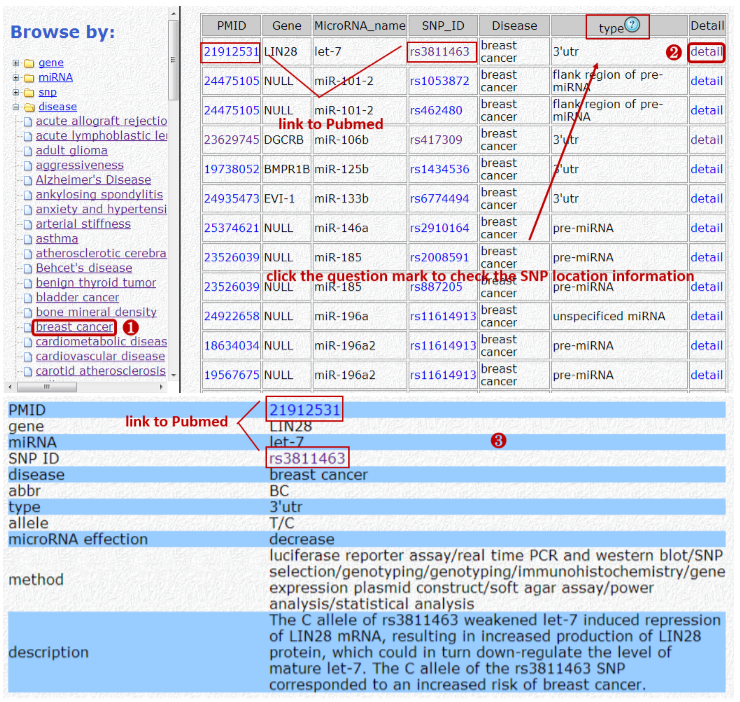 Browse by:
gene
miRNA
snp
disease
acute allograft rejectio
acute lymphoblastic le
adult glioma
aggressiveness
Alzheimer's Disease
ankylosing spondylitis
anxiety and hypertensi
arterial stiffness
asthma
atherosclerotic cerebra
Behcet's disease
benign thyroid tumor
bladder cancer
bone mineral density
breast cancer ❶
cardiometabolic diseas
cardiovascular disease
carotid atherosclerosis
PMID Gene MicroRNA_name SNP_ID Disease type? Detail
21912531 LIN28 let-7 rs3811463 breast cancer 3'utr ❷ detail
24475105 NULL miR-101-2 rs1053872 breast cancer flank region of pre-miRNA detail
24475105 NULL miR-101-2 rs462480 breast cancer flank region of pre-miRNA detail
link to Pubmed
23629745 DGCRB miR-106b rs417309 breast cancer 3'utr detail
19738052 BMPR1B miR-125b rs1434536 breast cancer 3'utr detail
24935473 EVI-1 miR-133b rs6774494 breast cancer 3'utr detail
25374621 NULL miR-146a rs2910164 breast cancer pre-miRNA detail
23526039 NULL miR-185 rs2008591 breast cancer pre-miRNA detail
click the question mark to check the SNP location information
23526039 NULL miR-185 rs887205 breast cancer pre-miRNA detail
24922658 NULL miR-196a rs11614913 breast cancer unspecificed miRNA detail
18634034 NULL miR-196a2 rs11614913 breast cancer pre-miRNA detail
19567675 NULL miR-196a2 rs11614913 breast cancer pre-miRNA detail
PMID 21912531
link to Pubmed
gene LIN28
miRNA let-7 ❸
SNP ID rs3811463
disease breast cancer
abbr BC
type 3'utr
allele T/C
microRNA effection decrease
method luciferase reporter assay/real time PCR and western blot/SNP
selection/genotyping/genotyping/immunohistochemistry/gene
expression plasmid construct/soft agar assay/power
analysis/statistical analysis
description The C allele of rs3811463 weakened let-7 induced repression
of LIN28 mRNA, resulting in increased production of LIN28
protein, which could in turn down-regulate the level of
mature let-7. The C allele of the rs3811463 SNP
corresponded to an increased risk of breast cancer.